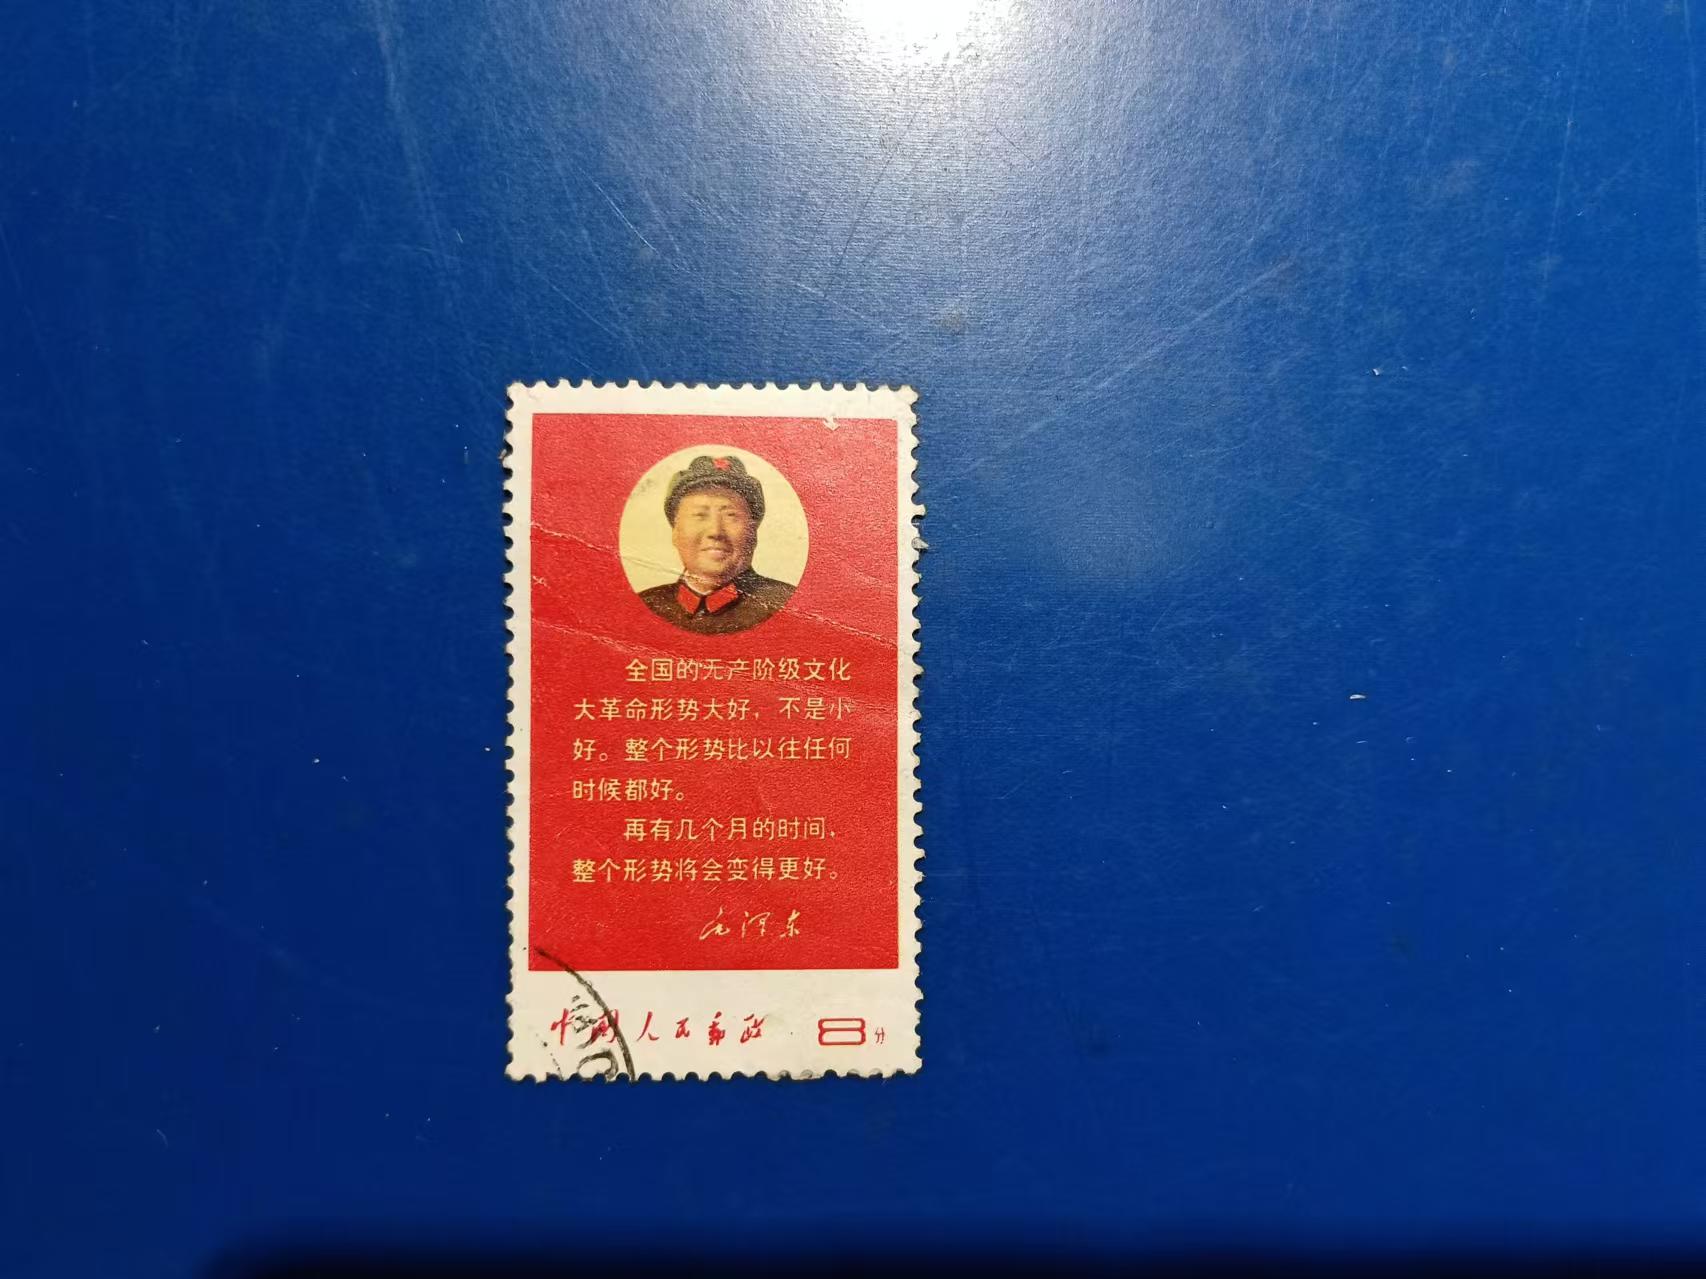 全国的无产阶级文化
大革命形势大好，不是小
好。整个形势比以往任何
时候都好。
再有几个月的时间，
整个形势将会变得更好。
毛泽东
中国人民邮政 8分